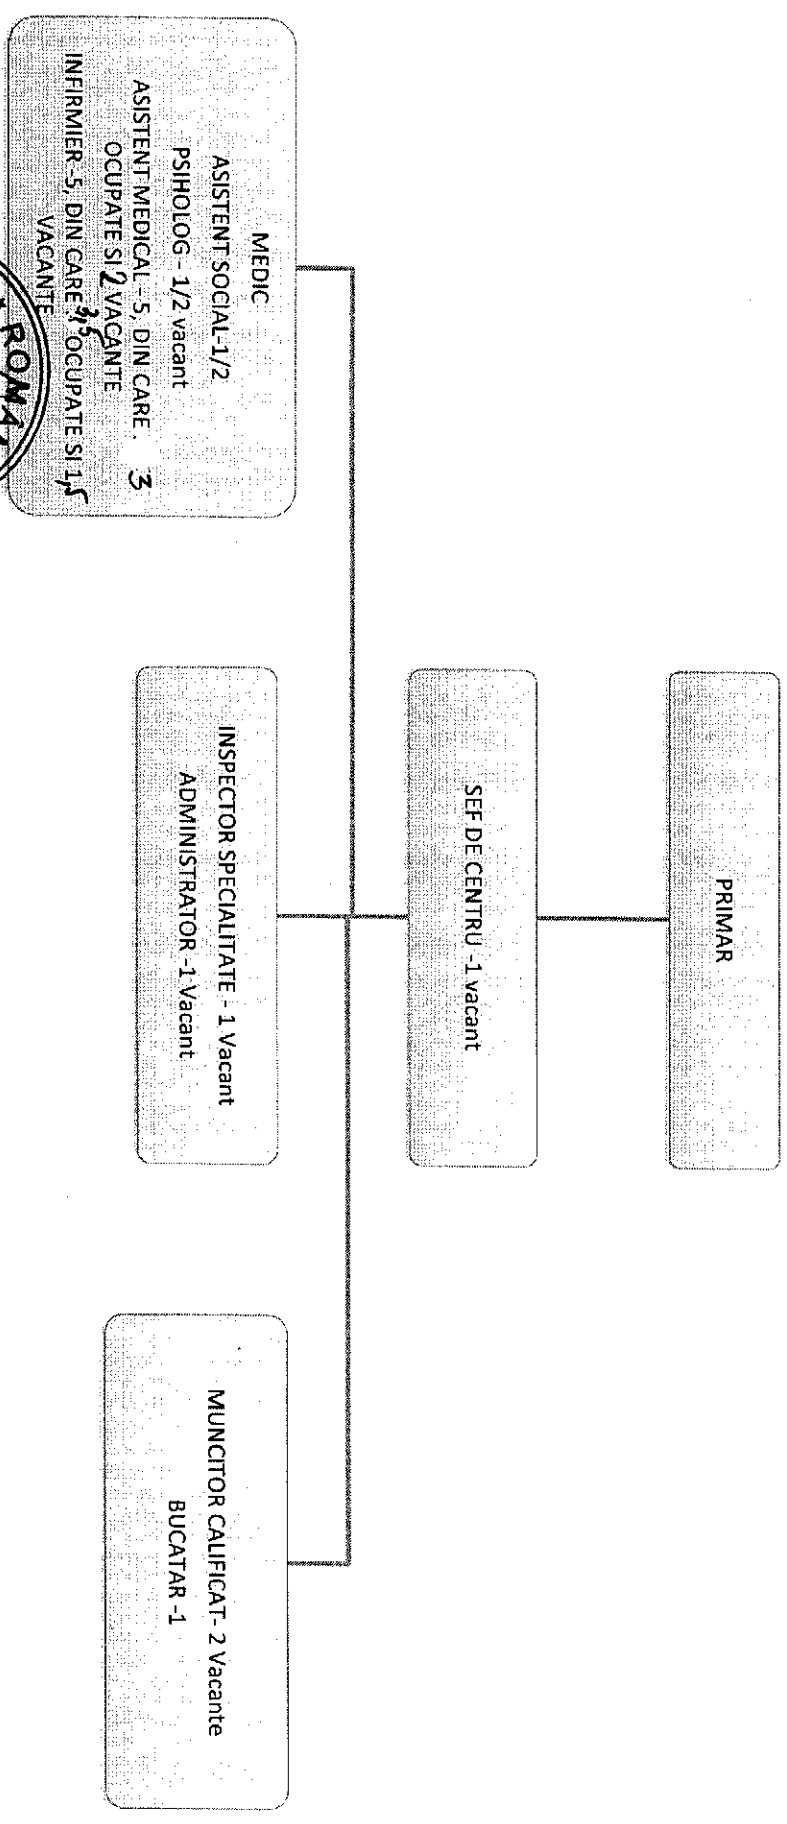 PRIMAR
SEF DE CENTRU -1 vacant
MEDIC
ASISTENT SOCIAL-1/2
PSIHOLOG - 1/2 vacant
ASISTENT MEDICAL - 5, DIN CARE 3
OCUPATE SI 2 VACANTE
INFIRMIER -5, DIN CARE 3,5 OCUPATE SI 1,5
VACANTE
INSPECTOR SPECIALITATE - 1 Vacant
ADMINISTRATOR -1 Vacant
MUNCITOR CALIFICAT- 2 Vacante
BUCATAR -1